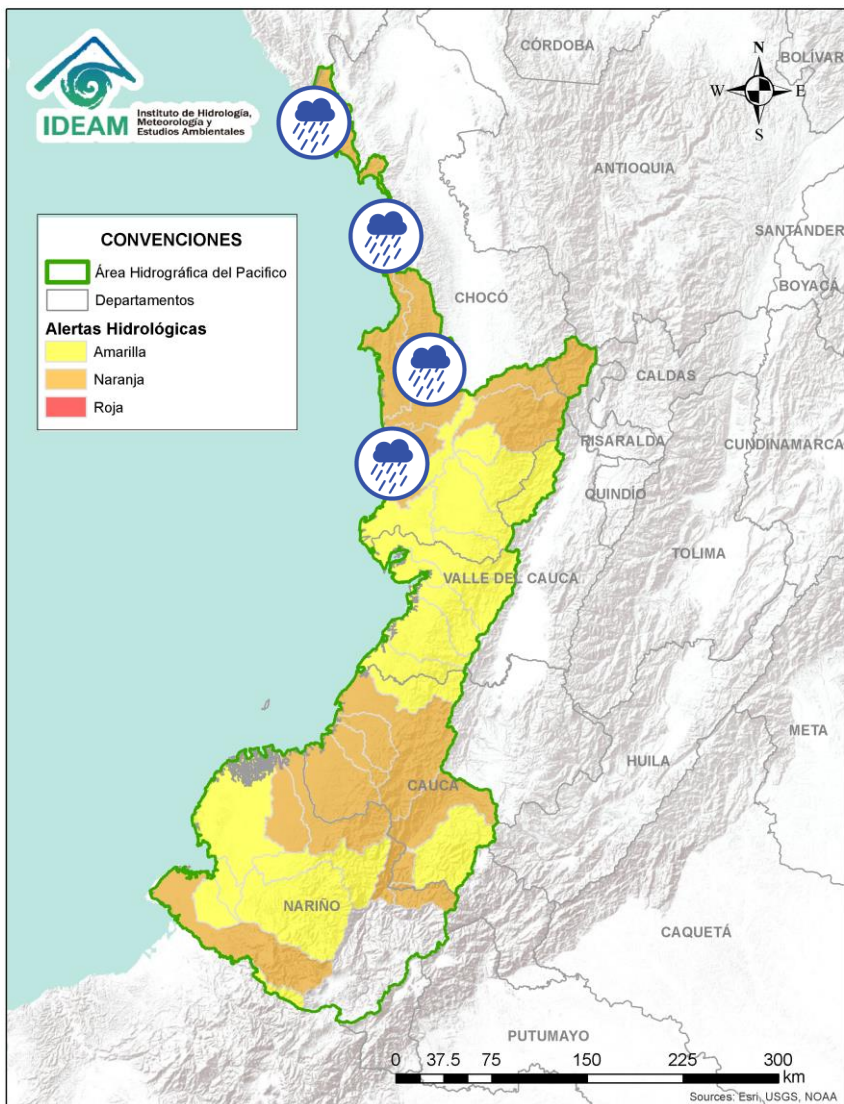 IDEAM
Instituto de Hidrología,
Meteorología y
Estudios Ambientales
CÓRDOBA
BOLÍVAR
N
W
E
S
ANTIOQUIA
SANTANDER
BOYACÁ
CONVENCIONES
Área Hidrográfica del Pacifico
Departamentos
Alertas Hidrológicas
Amarilla
Naranja
Roja
CHOCÓ
CALDAS
RISARALDA
CUNDINAMARCA
QUINDÍO
TOLIMA
VALLE DEL CAUCA
META
HUILA
CAUCA
NARIÑO
CAQUETÁ
PUTUMAYO
0 37.5 75 150 225 300
km
Sources: Esri, USGS, NOAA